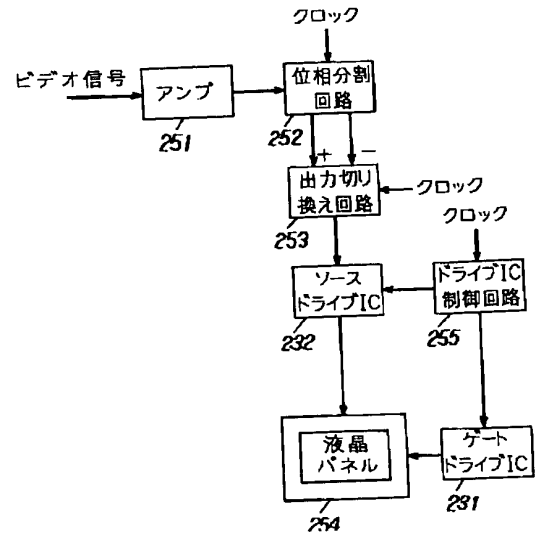 クロック
ビデオ信号
アンプ
251
位相分割
回路
252
+
−
出力切り
換え回路
253
クロック
クロック
ソース
ドライブIC
232
ドライブIC
制御回路
255
液晶
パネル
254
ゲート
ドライブIC
231